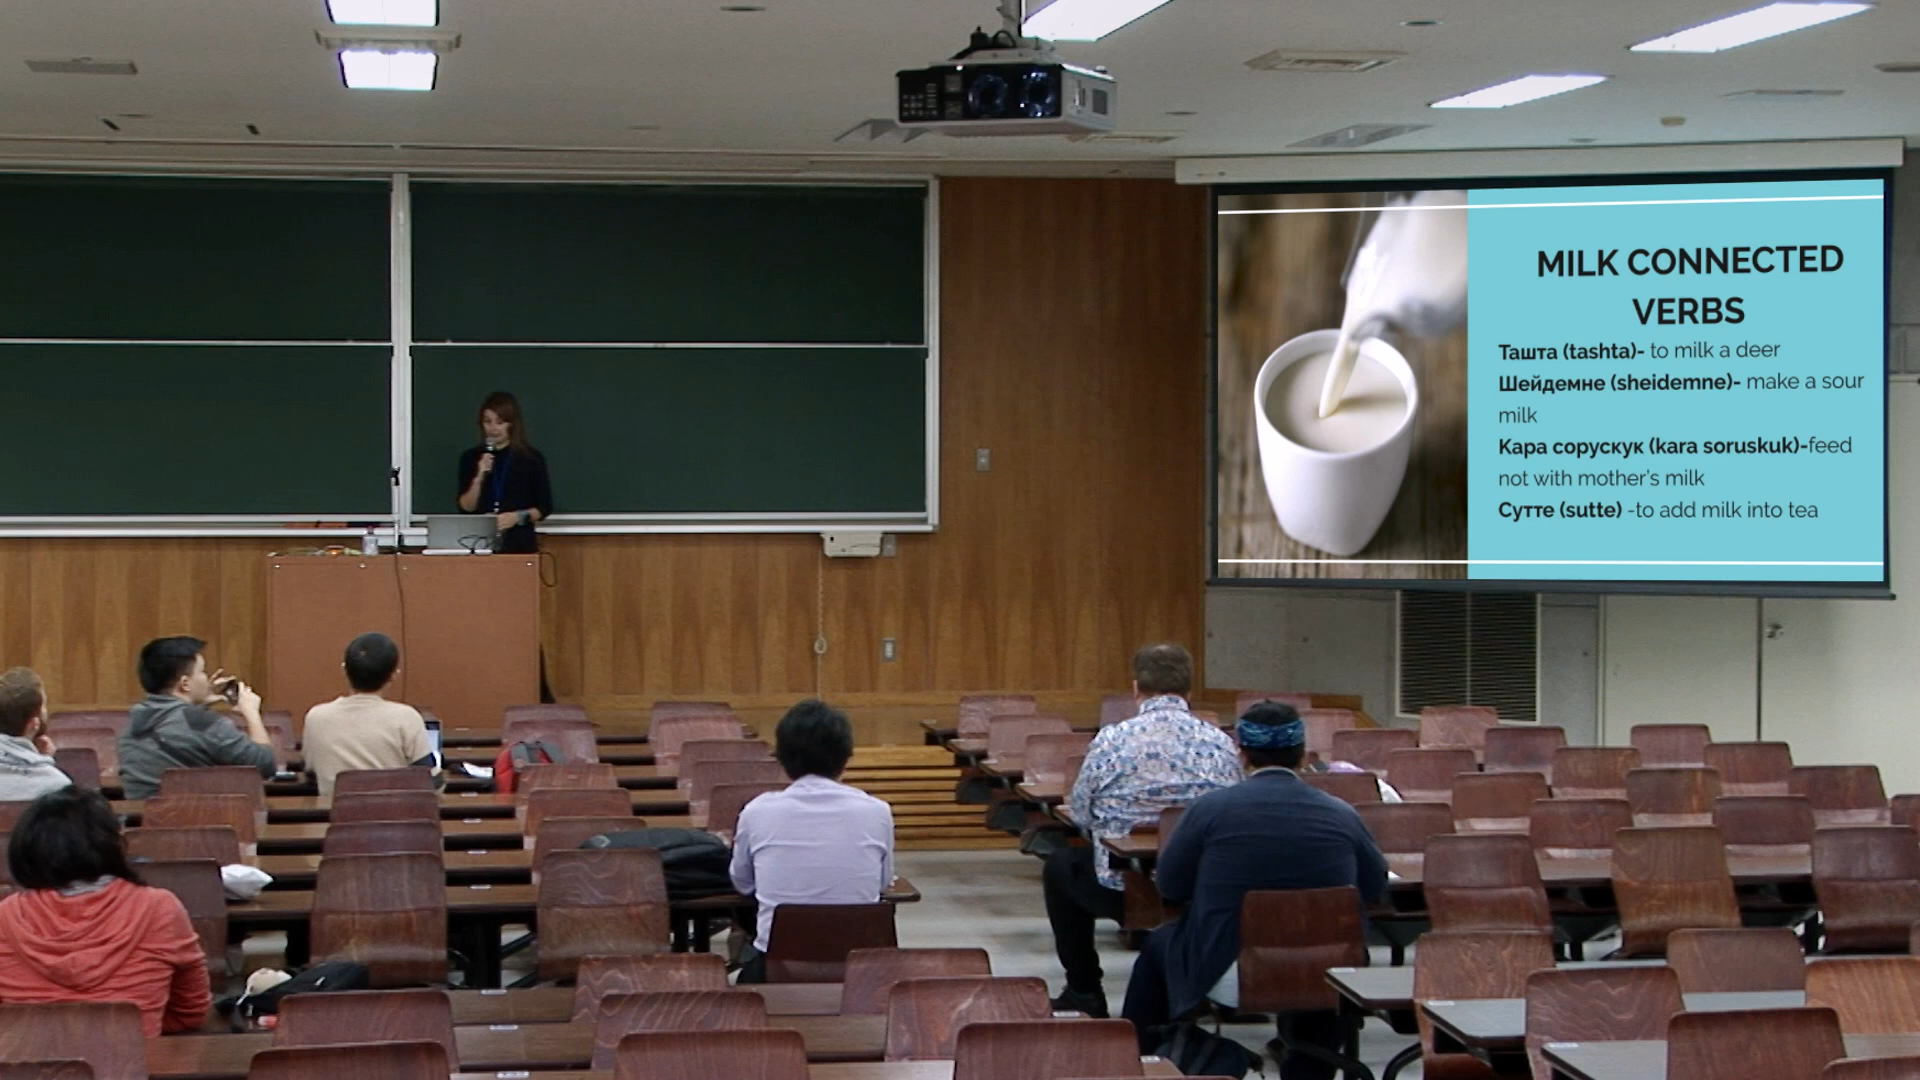 MILK CONNECTED
VERBS
Ташта (tashta)- to milk a deer
Шейдемне (sheidemne)- make a sour
milk
Кара сорускук (kara soruskuk)-feed
not with mother's milk
Сутте (sutte) -to add milk into tea